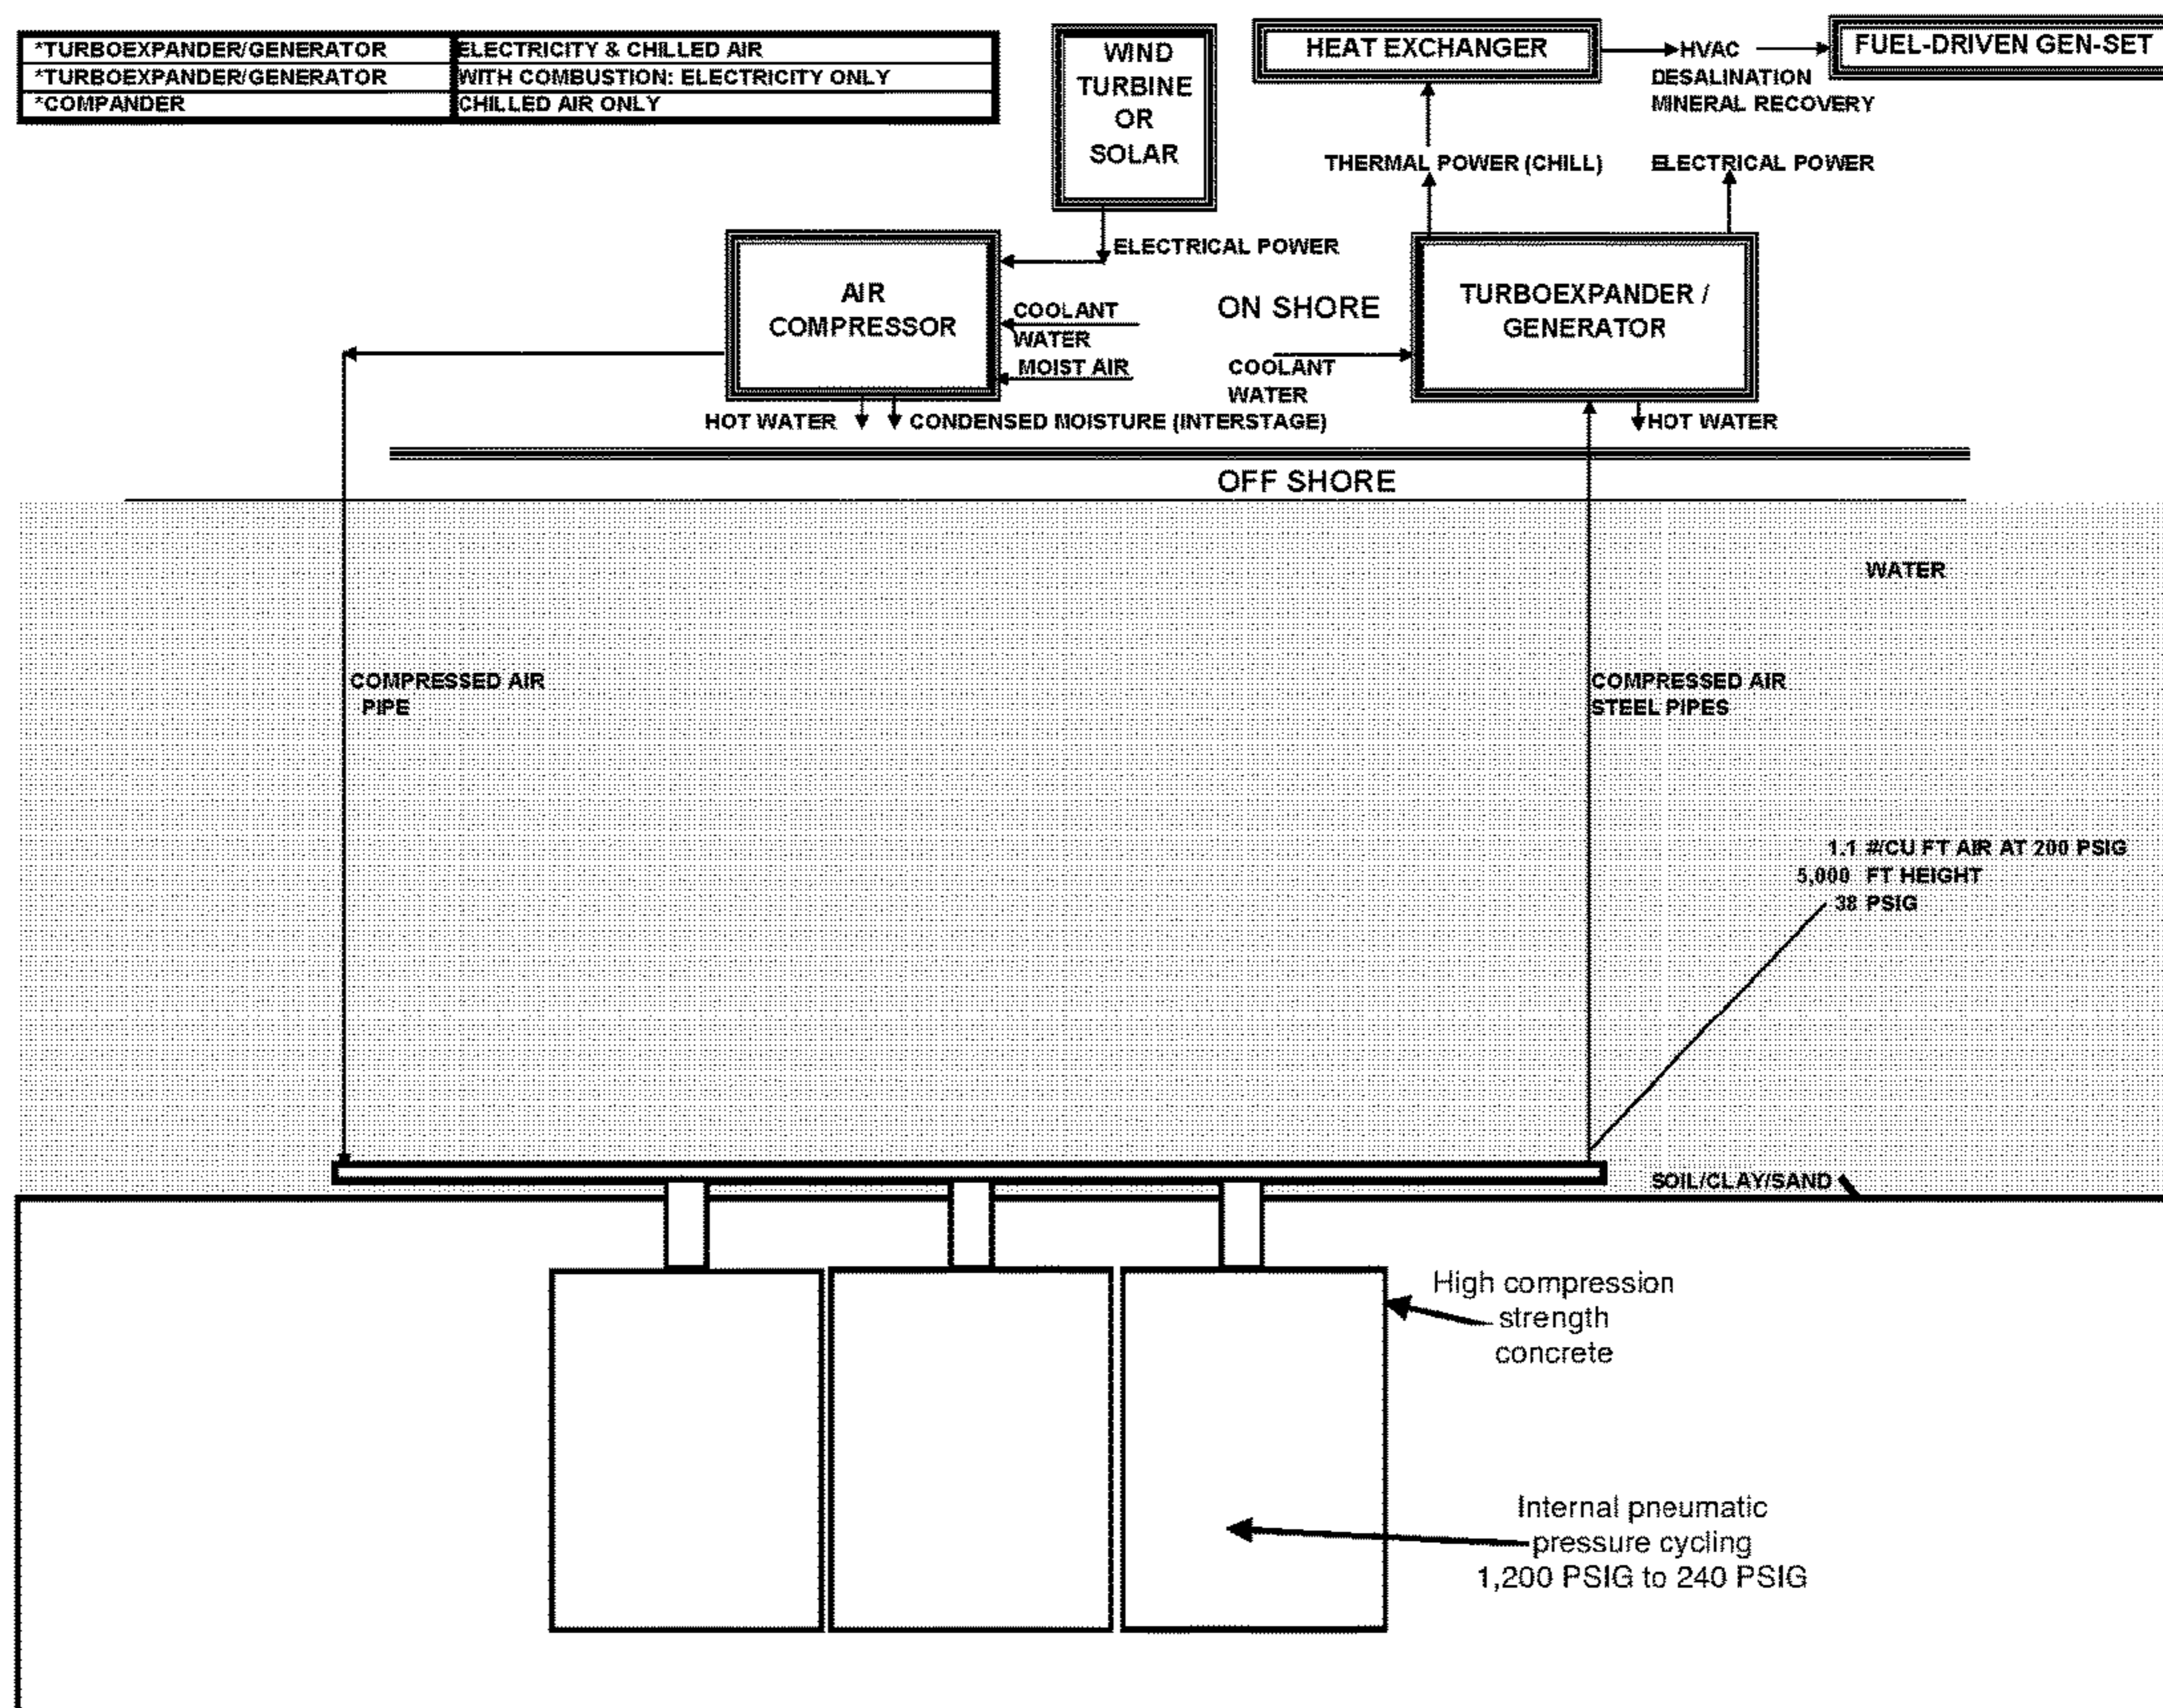 *TURBOEXPANDER/GENERATOR ELECTRICITY & CHILLED AIR
*TURBOEXPANDER/GENERATOR WITH COMBUSTION: ELECTRICITY ONLY
*COMPANDER CHILLED AIR ONLY
WIND
TURBINE
OR
SOLAR
HEAT EXCHANGER
HVAC
DESALINATION
MINERAL RECOVERY
FUEL-DRIVEN GEN-SET
THERMAL POWER (CHILL)
ELECTRICAL POWER
ELECTRICAL POWER
AIR
COMPRESSOR
COOLANT
WATER
MOIST AIR
ON SHORE
COOLANT
WATER
TURBOEXPANDER /
GENERATOR
HOT WATER
CONDENSED MOISTURE (INTERSTAGE)
HOT WATER
OFF SHORE
WATER
COMPRESSED AIR
PIPE
COMPRESSED AIR
STEEL PIPES
1.1 #/CU FT AIR AT 200 PSIG
5,000 FT HEIGHT
38 PSIG
SOIL/CLAY/SAND
High compression
strength
concrete
Internal pneumatic
pressure cycling
1,200 PSIG to 240 PSIG